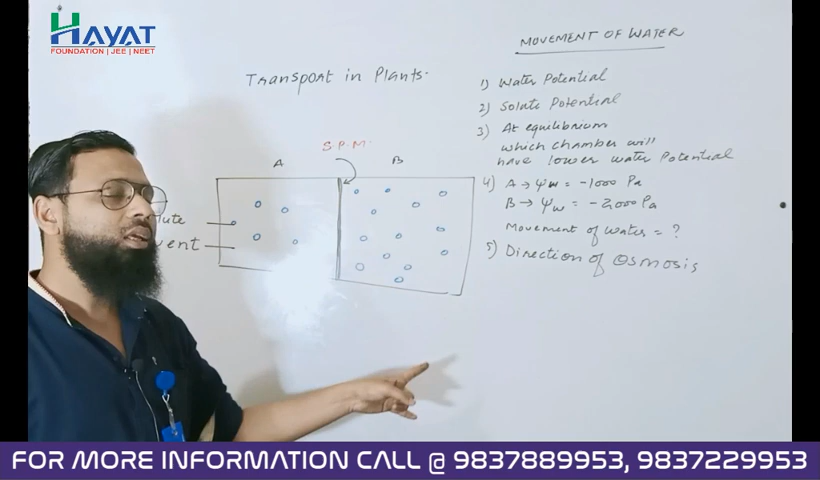 HAYAT
FOUNDATION | JEE | NEET
Transport in Plants.
S.P.M.
A
B
lute
vent
MOVEMENT OF WATER
1) Water Potential
2) Solute Potential
3) At equilibrium
which chamber will
have lower water Potential
4) A → Ψw = -1000 Pa
B → Ψw = -2000 Pa
Movement of water = ?
5) Direction of Osmosis
FOR MORE INFORMATION CALL @ 9837889953, 9837229953